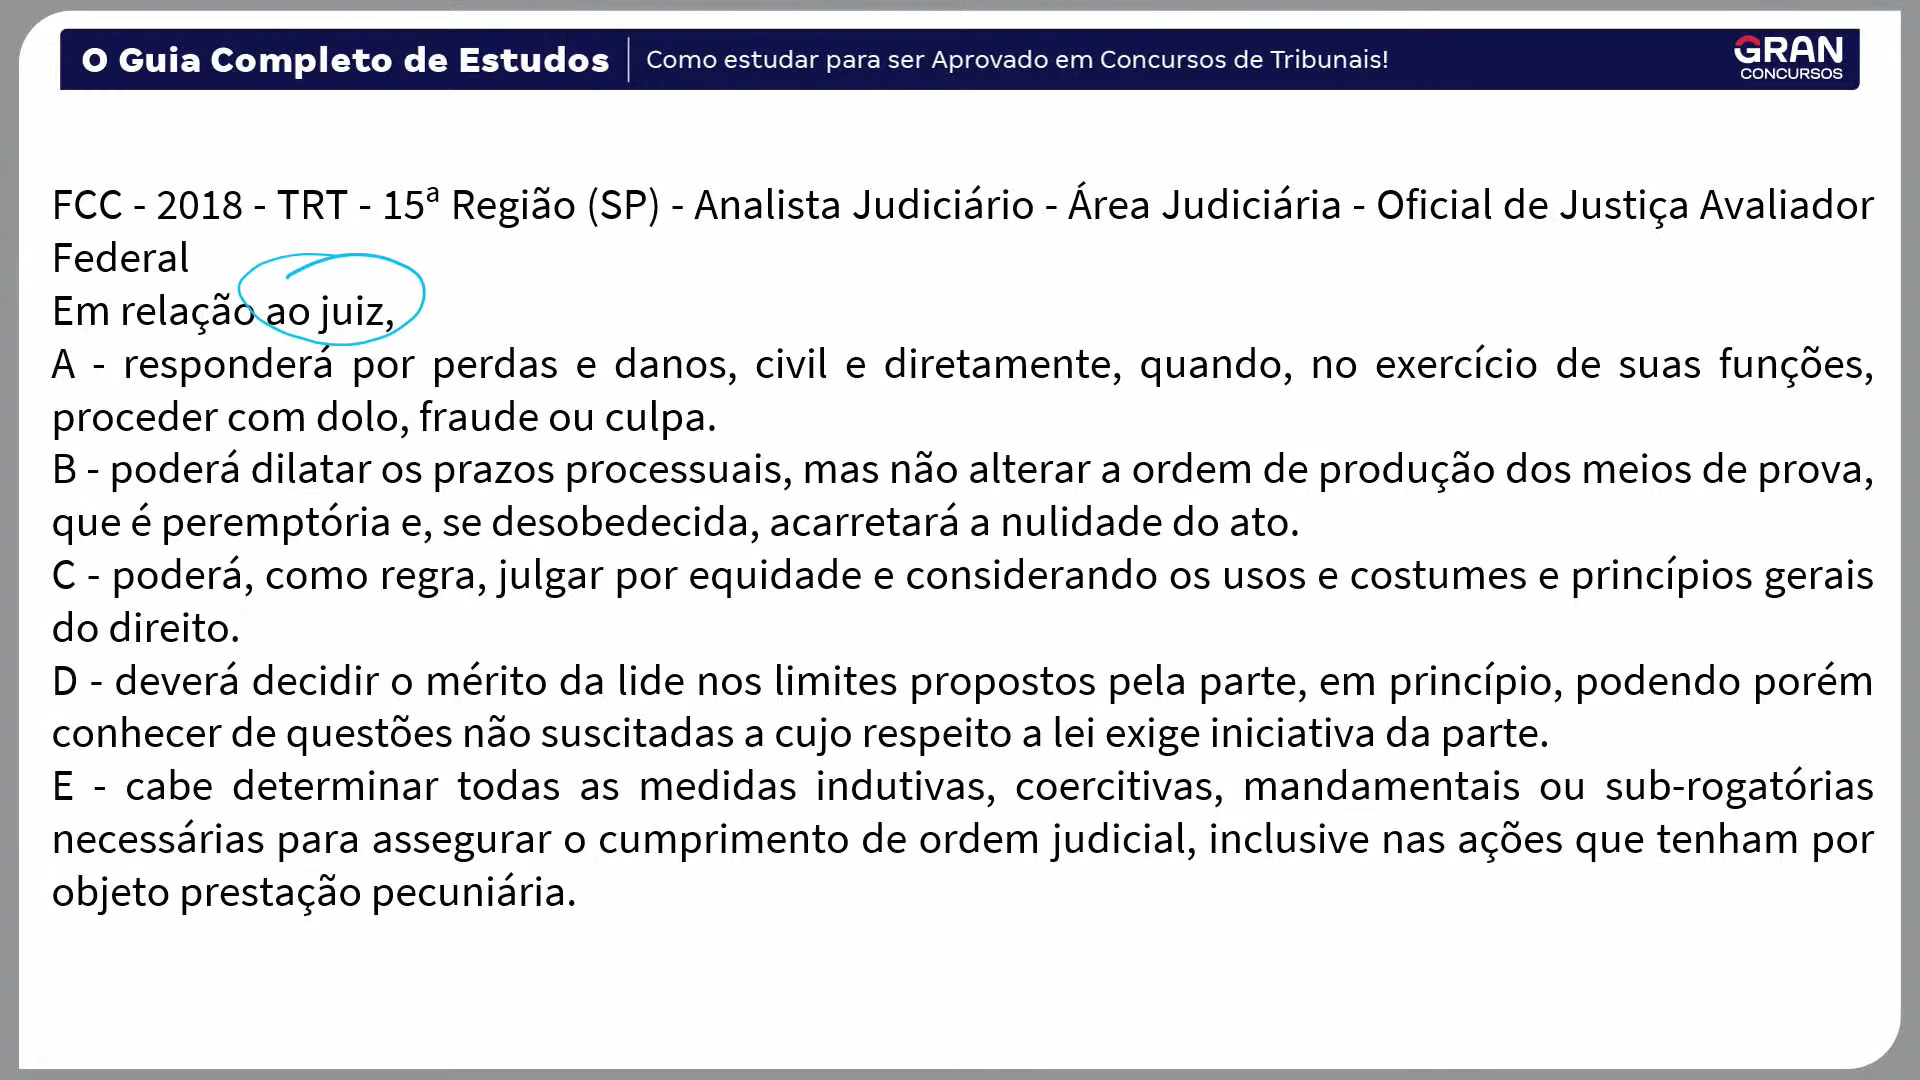 O Guia Completo de Estudos | Como estudar para ser Aprovado em Concursos de Tribunais!
GRAN
CONCURSOS
FCC - 2018 - TRT - 15ª Região (SP) - Analista Judiciário - Área Judiciária - Oficial de Justiça Avaliador
Federal
Em relação ao juiz,
A - responderá por perdas e danos, civil e diretamente, quando, no exercício de suas funções,
proceder com dolo, fraude ou culpa.
B - poderá dilatar os prazos processuais, mas não alterar a ordem de produção dos meios de prova,
que é peremptória e, se desobedecida, acarretará a nulidade do ato.
C - poderá, como regra, julgar por equidade e considerando os usos e costumes e princípios gerais
do direito.
D - deverá decidir o mérito da lide nos limites propostos pela parte, em princípio, podendo porém
conhecer de questões não suscitadas a cujo respeito a lei exige iniciativa da parte.
E - cabe determinar todas as medidas indutivas, coercitivas, mandamentais ou sub-rogatórias
necessárias para assegurar o cumprimento de ordem judicial, inclusive nas ações que tenham por
objeto prestação pecuniária.